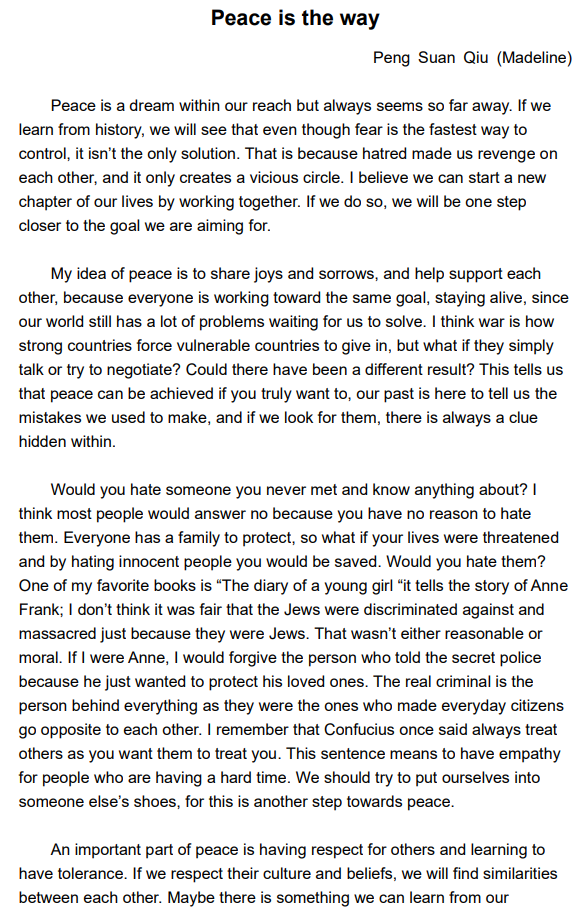 Peace is the way
Peng Suan Qiu (Madeline)
Peace is a dream within our reach but always seems so far away. If we
learn from history, we will see that even though fear is the fastest way to
control, it isn’t the only solution. That is because hatred made us revenge on
each other, and it only creates a vicious circle. I believe we can start a new
chapter of our lives by working together. If we do so, we will be one step
closer to the goal we are aiming for.
My idea of peace is to share joys and sorrows, and help support each
other, because everyone is working toward the same goal, staying alive, since
our world still has a lot of problems waiting for us to solve. I think war is how
strong countries force vulnerable countries to give in, but what if they simply
talk or try to negotiate? Could there have been a different result? This tells us
that peace can be achieved if you truly want to, our past is here to tell us the
mistakes we used to make, and if we look for them, there is always a clue
hidden within.
Would you hate someone you never met and know anything about? I
think most people would answer no because you have no reason to hate
them. Everyone has a family to protect, so what if your lives were threatened
and by hating innocent people you would be saved. Would you hate them?
One of my favorite books is “The diary of a young girl “it tells the story of Anne
Frank; I don’t think it was fair that the Jews were discriminated against and
massacred just because they were Jews. That wasn’t either reasonable or
moral. If I were Anne, I would forgive the person who told the secret police
because he just wanted to protect his loved ones. The real criminal is the
person behind everything as they were the ones who made everyday citizens
go opposite to each other. I remember that Confucius once said always treat
others as you want them to treat you. This sentence means to have empathy
for people who are having a hard time. We should try to put ourselves into
someone else’s shoes, for this is another step towards peace.
An important part of peace is having respect for others and learning to
have tolerance. If we respect their culture and beliefs, we will find similarities
between each other. Maybe there is something we can learn from our